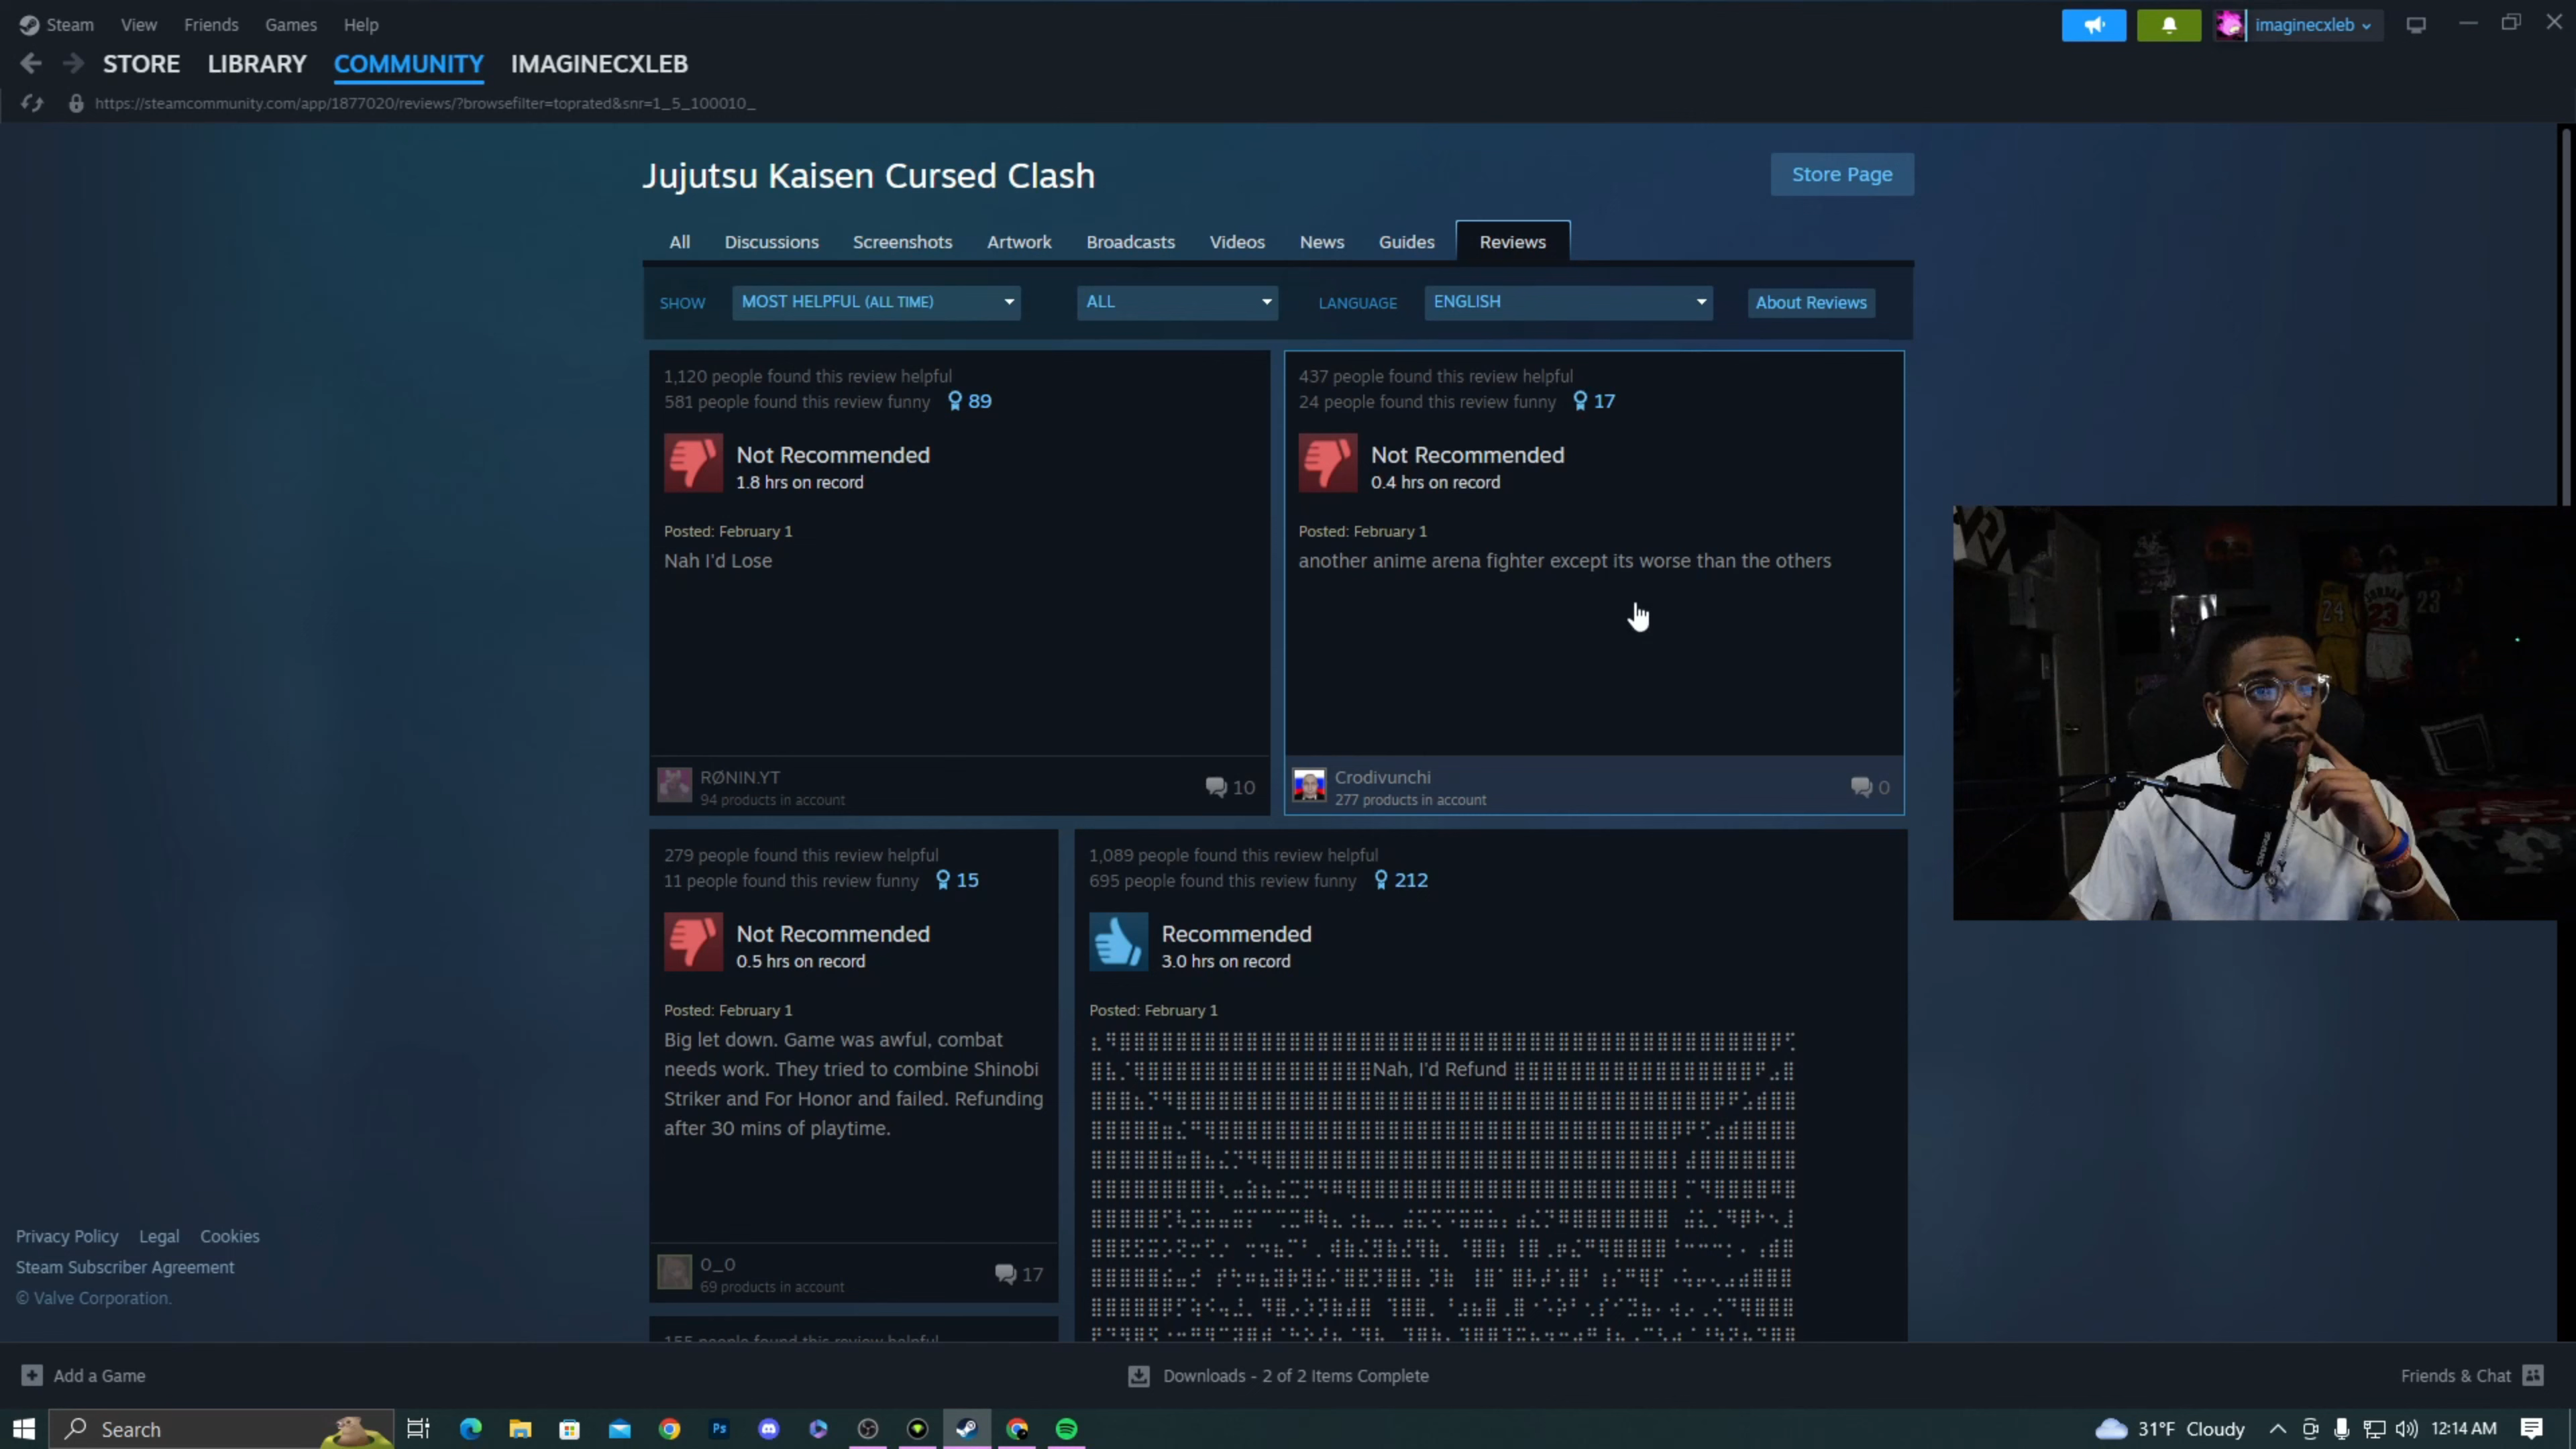 Steam View Friends Games Help
imaginecxleb
STORE LIBRARY COMMUNITY IMAGINECXLEB
https://steamcommunity.com/app/1877020/reviews/?browsefilter=toprated&snr=1_5_100010_
Jujutsu Kaisen Cursed Clash
Store Page
All Discussions Screenshots Artwork Broadcasts Videos News Guides Reviews
SHOW MOST HELPFUL (ALL TIME) ALL LANGUAGE ENGLISH About Reviews
1,120 people found this review helpful
581 people found this review funny 89
Not Recommended
1.8 hrs on record
Posted: February 1
Nah I'd Lose
RØNIN.YT
94 products in account
10
437 people found this review helpful
24 people found this review funny 17
Not Recommended
0.4 hrs on record
Posted: February 1
another anime arena fighter except its worse than the others
Crodivunchi
277 products in account
0
279 people found this review helpful
11 people found this review funny 15
Not Recommended
0.5 hrs on record
Posted: February 1
Big let down. Game was awful, combat
needs work. They tried to combine Shinobi
Striker and For Honor and failed. Refunding
after 30 mins of playtime.
0_0
69 products in account
17
1,089 people found this review helpful
695 people found this review funny 212
Recommended
3.0 hrs on record
Posted: February 1
Nah, I'd Refund
155 people found this review helpful
24
JORDAN
23
23
Privacy Policy Legal Cookies
Steam Subscriber Agreement
© Valve Corporation.
Add a Game
Downloads - 2 of 2 Items Complete
Friends & Chat
Search
Ps
31°F Cloudy
12:14 AM